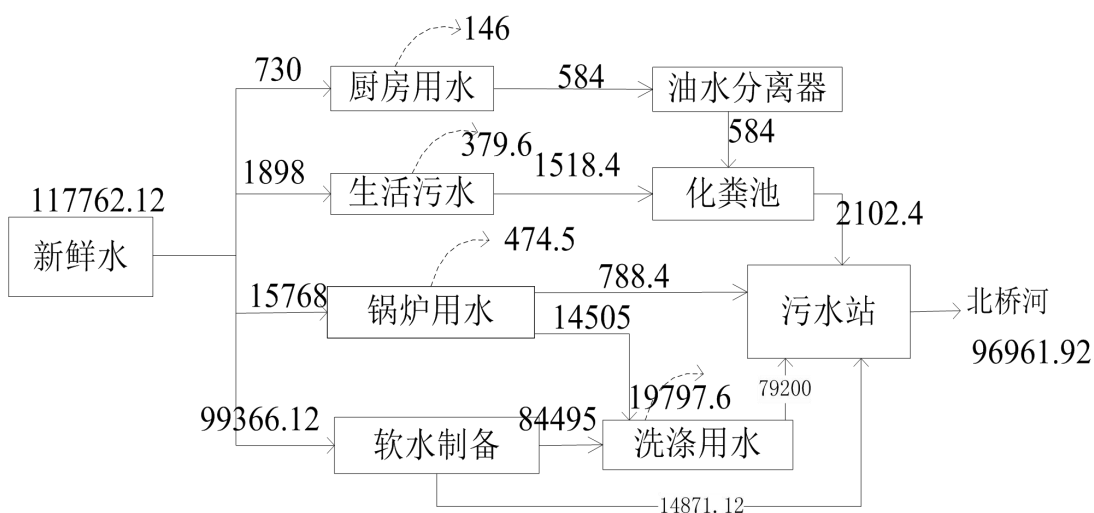 146
730
厨房用水
584
油水分离器
584
379.6
1898
生活污水
1518.4
化粪池
117762.12
2102.4
新鲜水
474.5
788.4
15768
锅炉用水
14505
污水站
北桥河
96961.92
79200
19797.6
99366.12
软水制备
84495
洗涤用水
14871.12